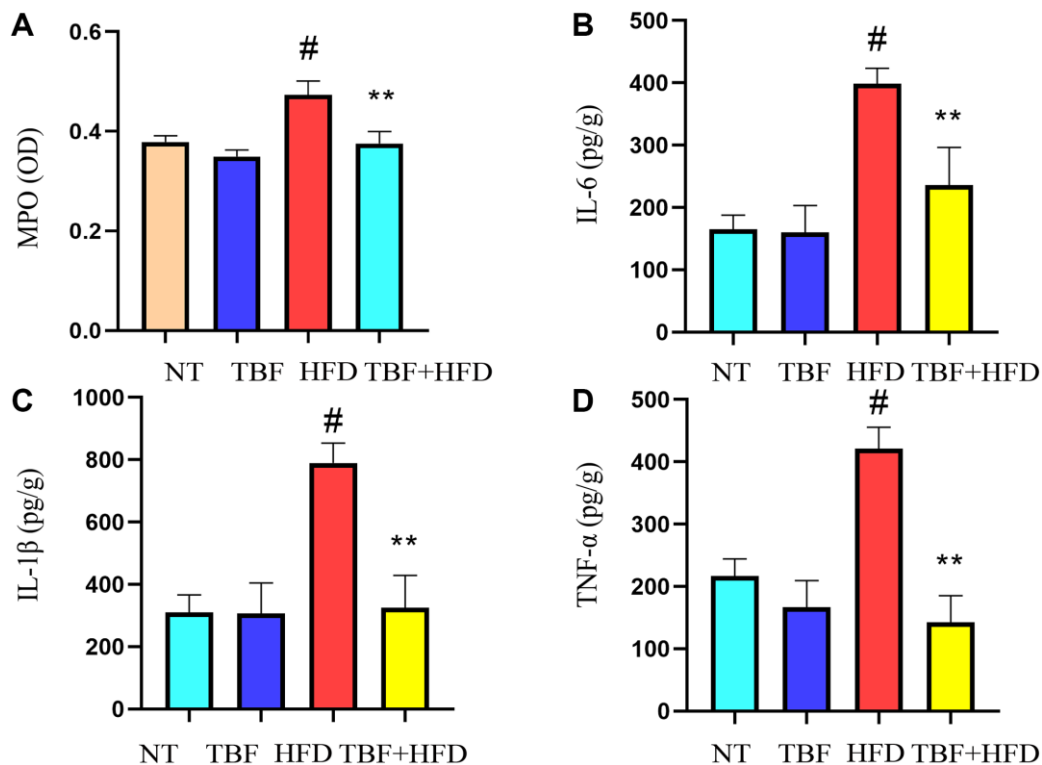 A
MPO (OD)
0.6
0.4
0.2
0.0
#
**
NT TBF HFD TBF+HFD
B
IL-6 (pg/g)
500
400
300
200
100
0
#
**
NT TBF HFD TBF+HFD
C
IL-1β (pg/g)
1000
800
600
400
200
0
#
**
NT TBF HFD TBF+HFD
D
TNF-α (pg/g)
500
400
300
200
100
0
#
**
NT TBF HFD TBF+HFD